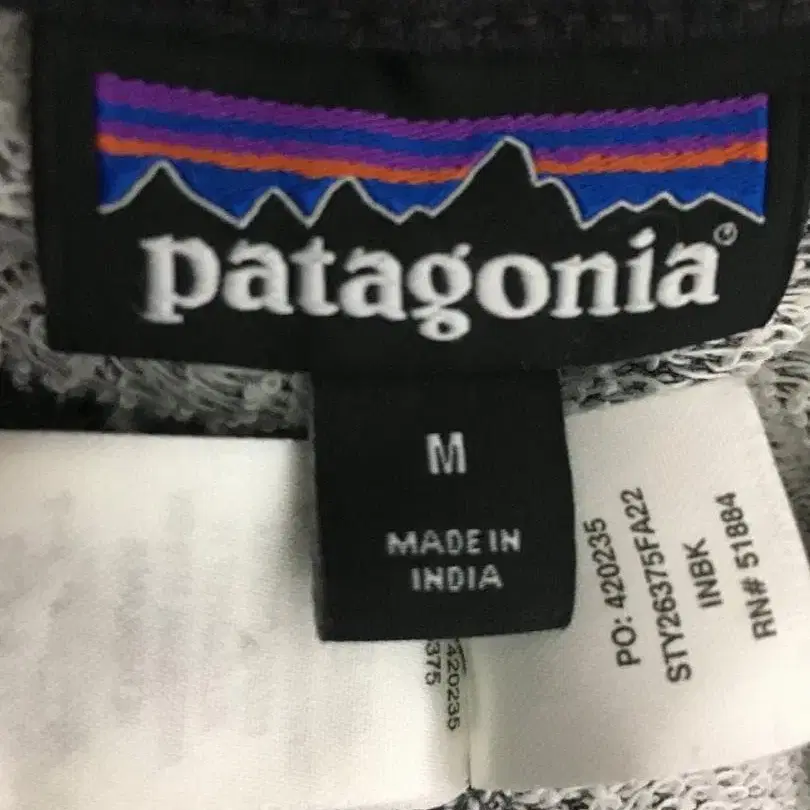 patagonia®
M
MADE IN
INDIA
PO: 420235
STY26375FA22
INBK
RN# 51884
420235
375